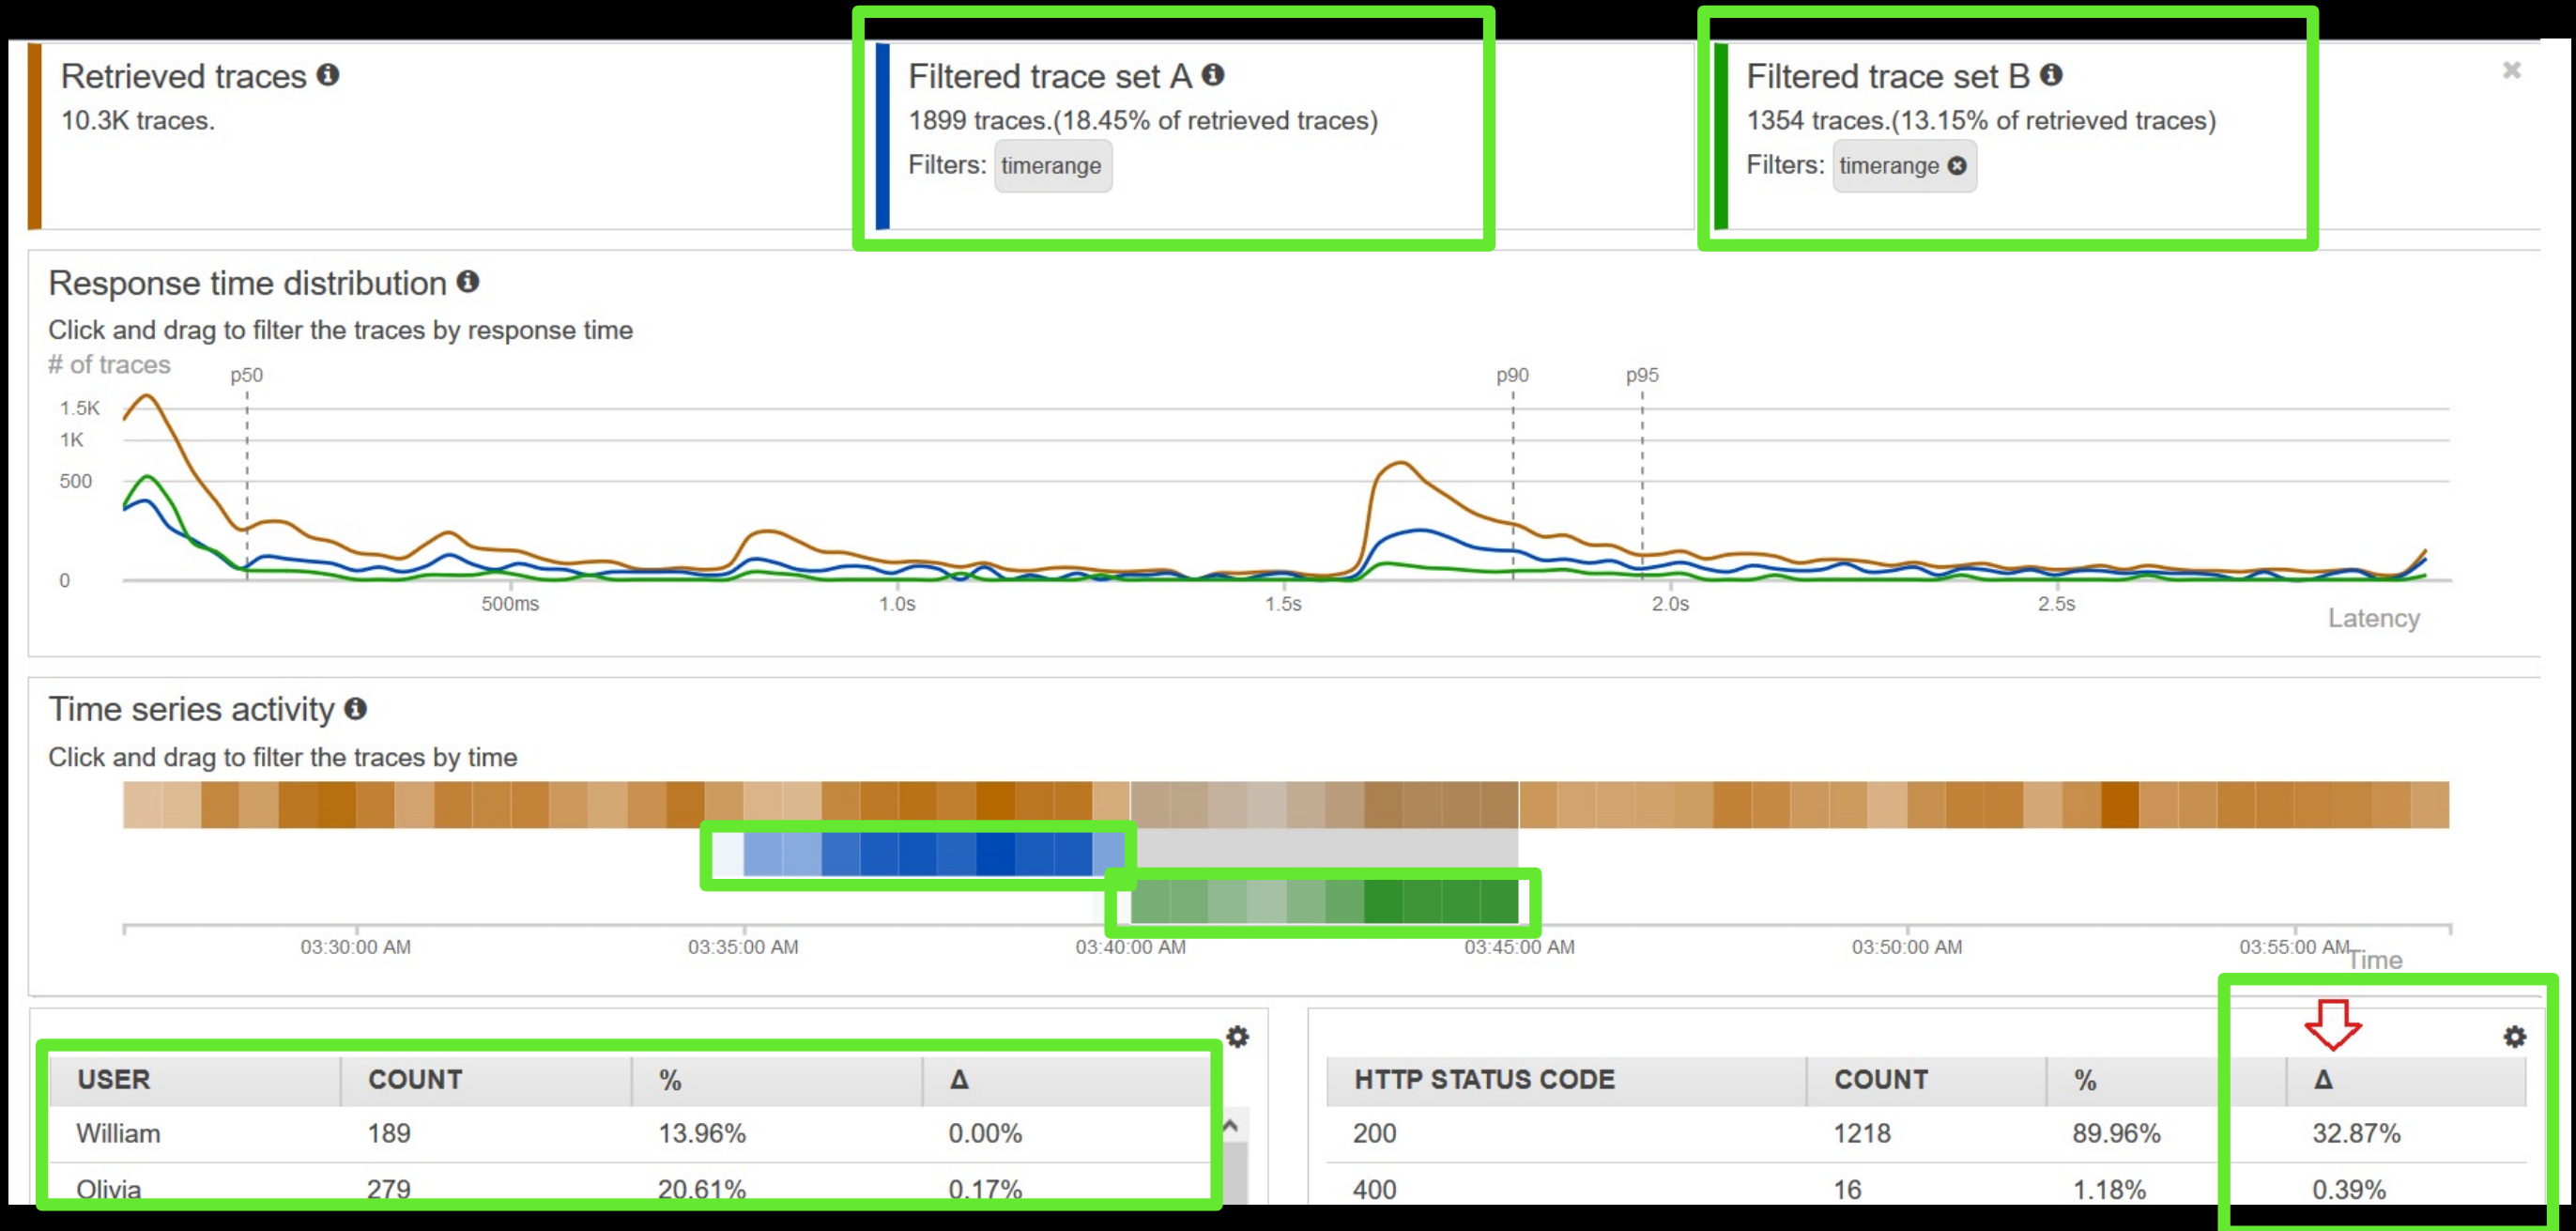 Retrieved traces
10.3K traces.
Filtered trace set A
1899 traces.(18.45% of retrieved traces)
Filters: timerange
Filtered trace set B
1354 traces.(13.15% of retrieved traces)
Filters: timerange
Response time distribution
Click and drag to filter the traces by response time
# of traces
p50
p90
p95
1.5K
1K
500
0
500ms
1.0s
1.5s
2.0s
2.5s
Latency
Time series activity
Click and drag to filter the traces by time
03:30:00 AM
03:35:00 AM
03:40:00 AM
03:45:00 AM
03:50:00 AM
03:55:00 AM
Time
USER COUNT % Δ
William 189 13.96% 0.00%
Olivia 279 20.61% 0.17%
HTTP STATUS CODE COUNT % Δ
200 1218 89.96% 32.87%
400 16 1.18% 0.39%